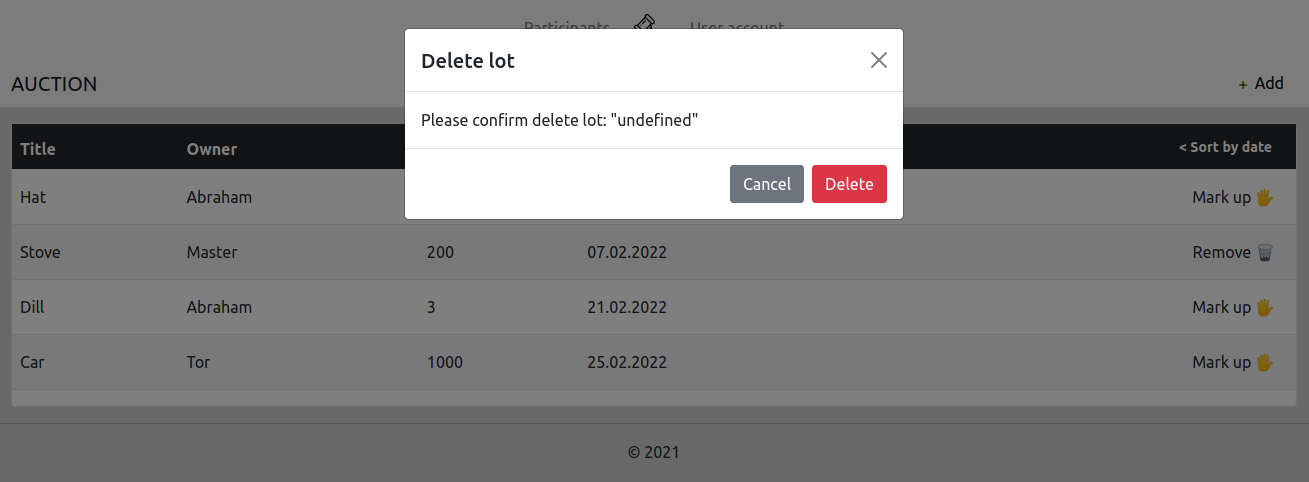 Participants User account
Delete lot
AUCTION
+ Add
Please confirm delete lot: "undefined"
Title Owner < Sort by date
Cancel Delete
Hat Abraham Mark up
Stove Master 200 07.02.2022 Remove
Dill Abraham 3 21.02.2022 Mark up
Car Tor 1000 25.02.2022 Mark up
© 2021